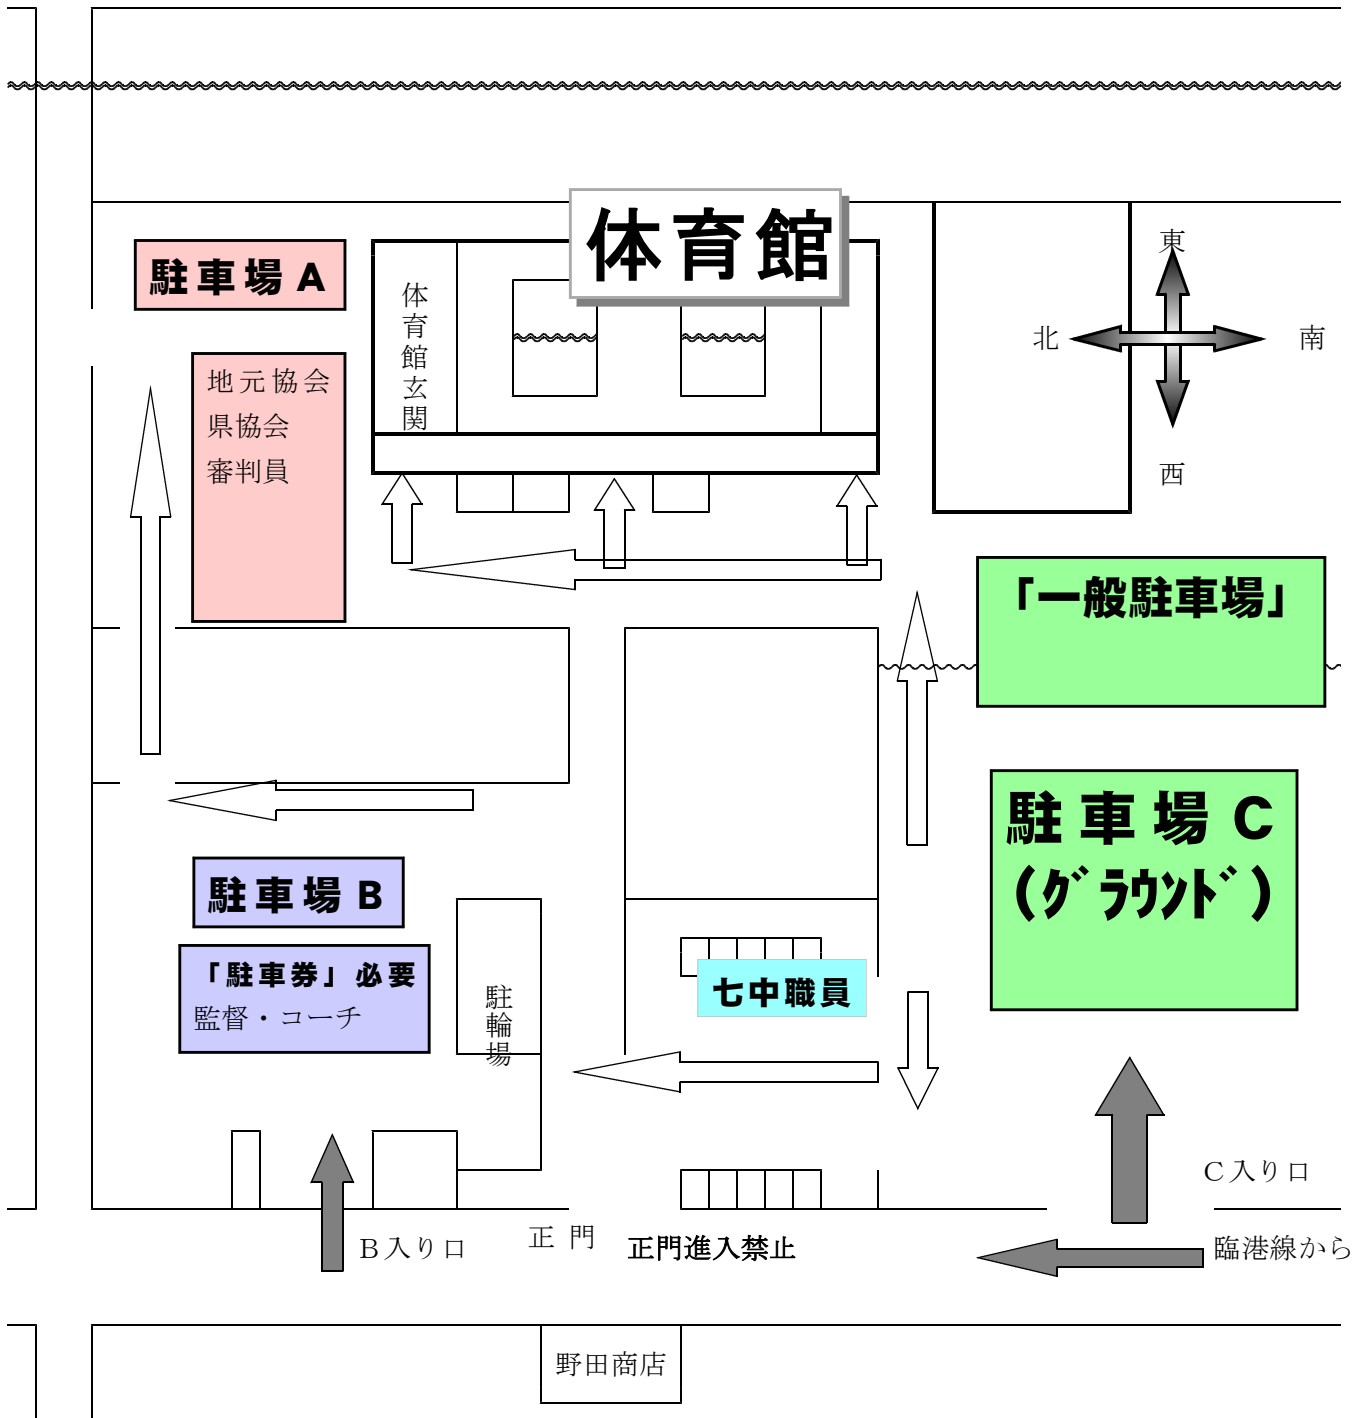 体育館
駐車場A
体育館玄関
地元協会
県協会
審判員
東
北
南
西
「一般駐車場」
駐車場C
(ｸﾞﾗｳﾝﾄﾞ)
駐車場B
「駐車券」必要
監督・コーチ
駐輪場
七中職員
C入り口
B入り口
正門
正門進入禁止
臨港線から
野田商店